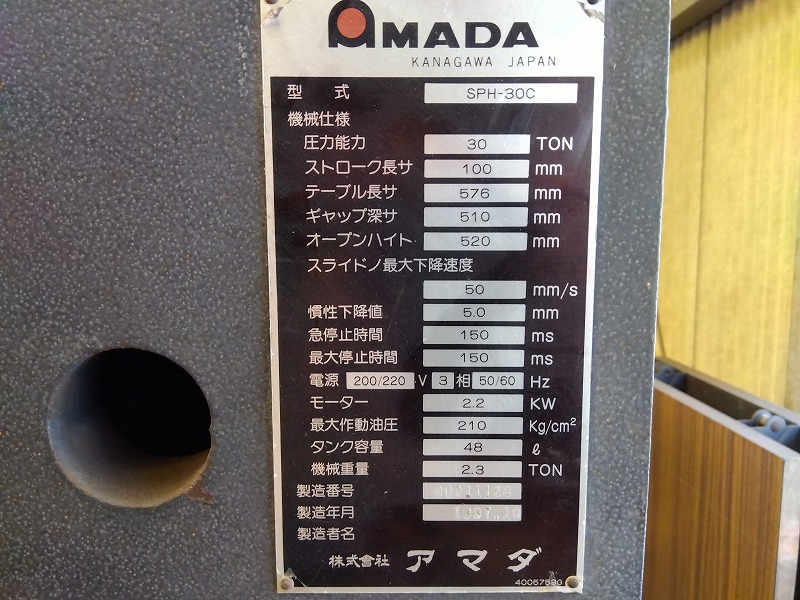 AMADA
KANAGAWA JAPAN
型式 SPH-30C
機械仕様
圧力能力 30 TON
ストローク長サ 100 mm
テーブル長サ 576 mm
ギャップ深サ 510 mm
オープンハイト 520 mm
スライドノ最大下降速度
50 mm/s
慣性下降値 5.0 mm
急停止時間 150 ms
最大停止時間 150 ms
電源 200/220 V 3 相 50/60 Hz
モーター 2.2 KW
最大作動油圧 210 Kg/cm²
タンク容量 48 ℓ
機械重量 2.3 TON
製造番号
製造年月
製造者名
株式會社 アマダ